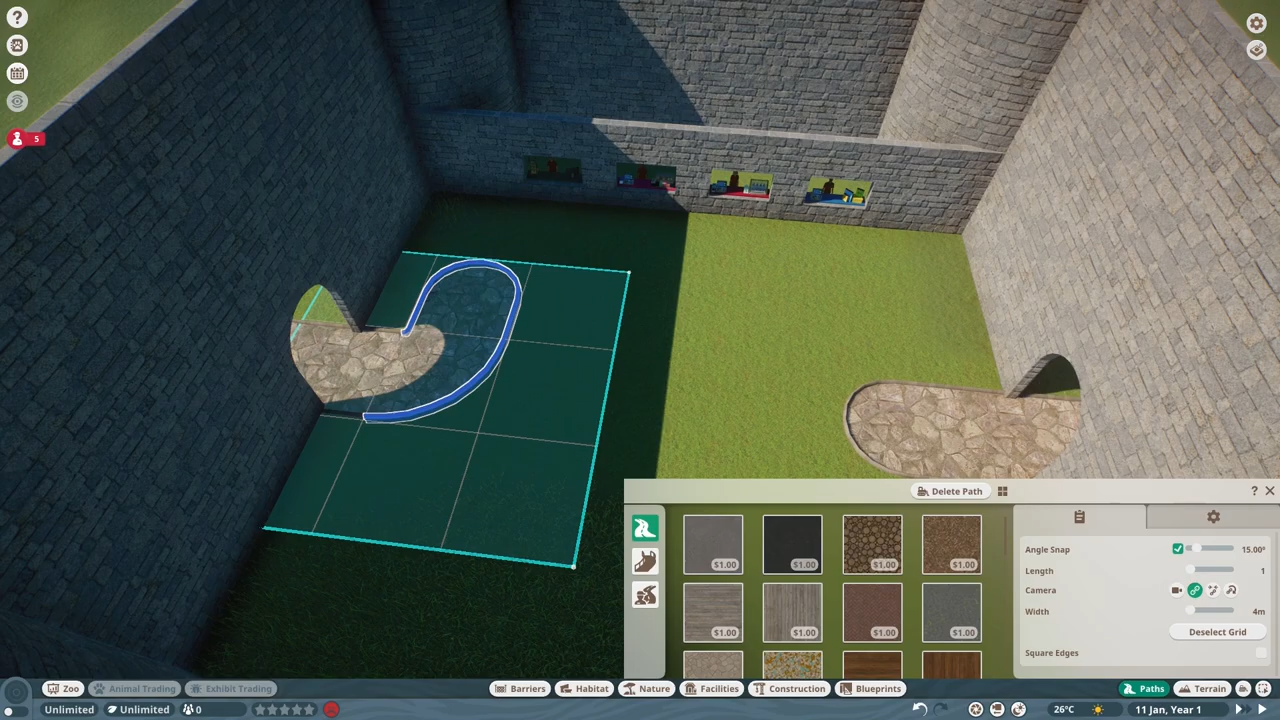 ?
5
Delete Path
?
$1.00
$1.00
$1.00
$1.00
$1.00
$1.00
$1.00
$1.00
Angle Snap
15.00°
Length
1
Camera
Width
4m
Deselect Grid
Square Edges
Zoo
Animal Trading
Exhibit Trading
Barriers
Habitat
Nature
Facilities
Construction
Blueprints
Paths
Terrain
Unlimited
Unlimited
0
26°C
11 Jan, Year 1